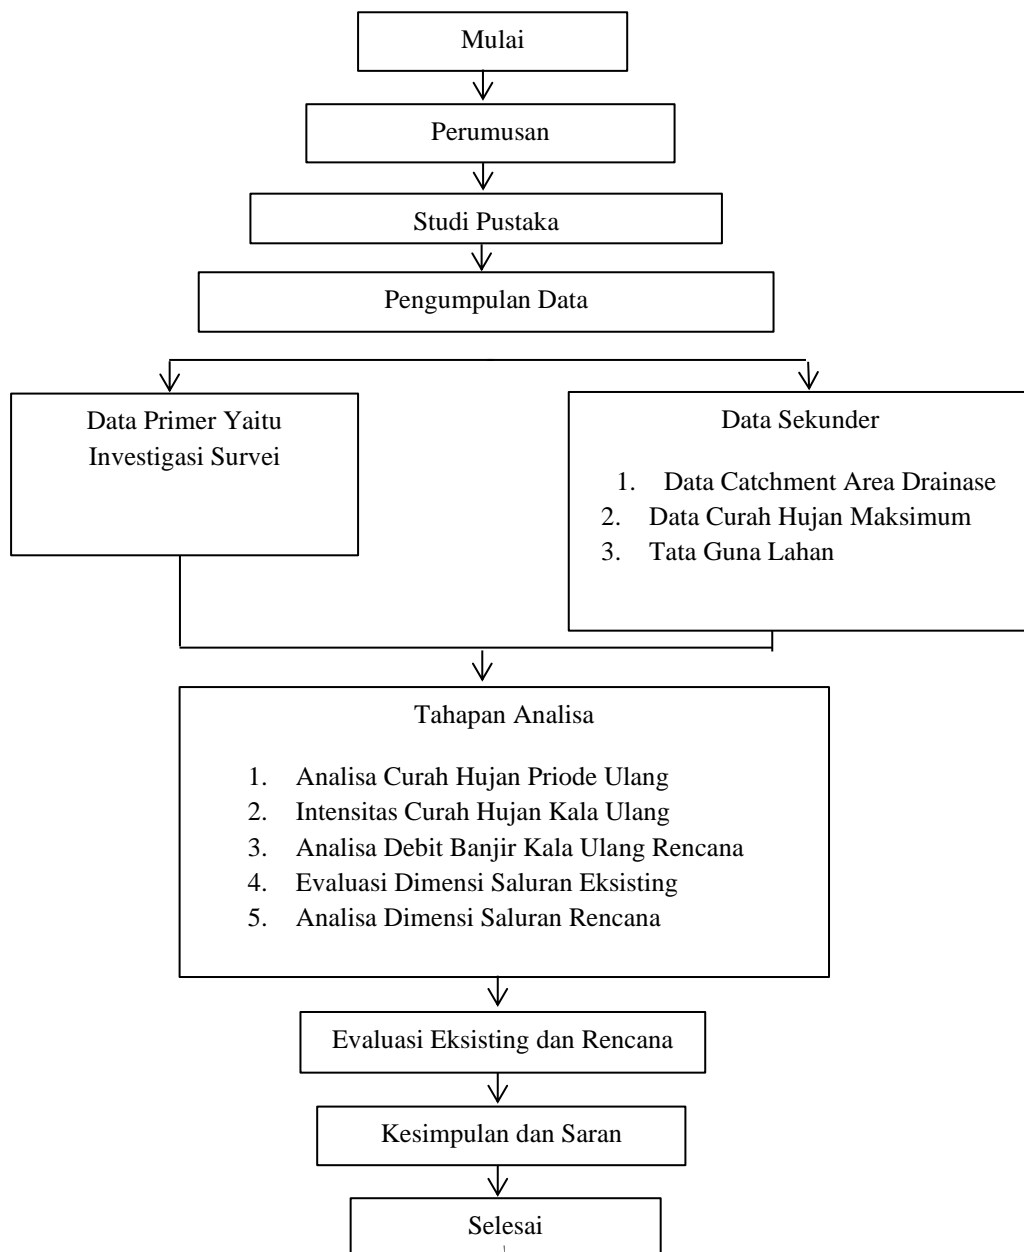 Mulai
Perumusan
Studi Pustaka
Pengumpulan Data
Data Primer Yaitu
Investigasi Survei
Data Sekunder
1. Data Catchment Area Drainase
2. Data Curah Hujan Maksimum
3. Tata Guna Lahan
Tahapan Analisa
1. Analisa Curah Hujan Priode Ulang
2. Intensitas Curah Hujan Kala Ulang
3. Analisa Debit Banjir Kala Ulang Rencana
4. Evaluasi Dimensi Saluran Eksisting
5. Analisa Dimensi Saluran Rencana
Evaluasi Eksisting dan Rencana
Kesimpulan dan Saran
Selesai